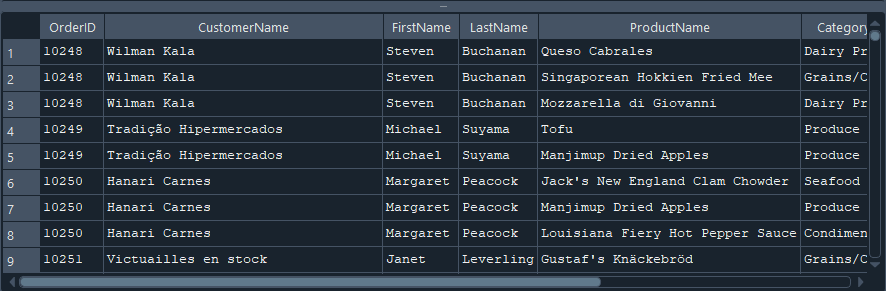 OrderID CustomerName FirstName LastName ProductName Category
1 10248 Wilman Kala Steven Buchanan Queso Cabrales Dairy Pr
2 10248 Wilman Kala Steven Buchanan Singaporean Hokkien Fried Mee Grains/C
3 10248 Wilman Kala Steven Buchanan Mozzarella di Giovanni Dairy Pr
4 10249 Tradição Hipermercados Michael Suyama Tofu Produce
5 10249 Tradição Hipermercados Michael Suyama Manjimup Dried Apples Produce
6 10250 Hanari Carnes Margaret Peacock Jack's New England Clam Chowder Seafood
7 10250 Hanari Carnes Margaret Peacock Manjimup Dried Apples Produce
8 10250 Hanari Carnes Margaret Peacock Louisiana Fiery Hot Pepper Sauce Condimen
9 10251 Victuailles en stock Janet Leverling Gustaf's Knäckebröd Grains/C